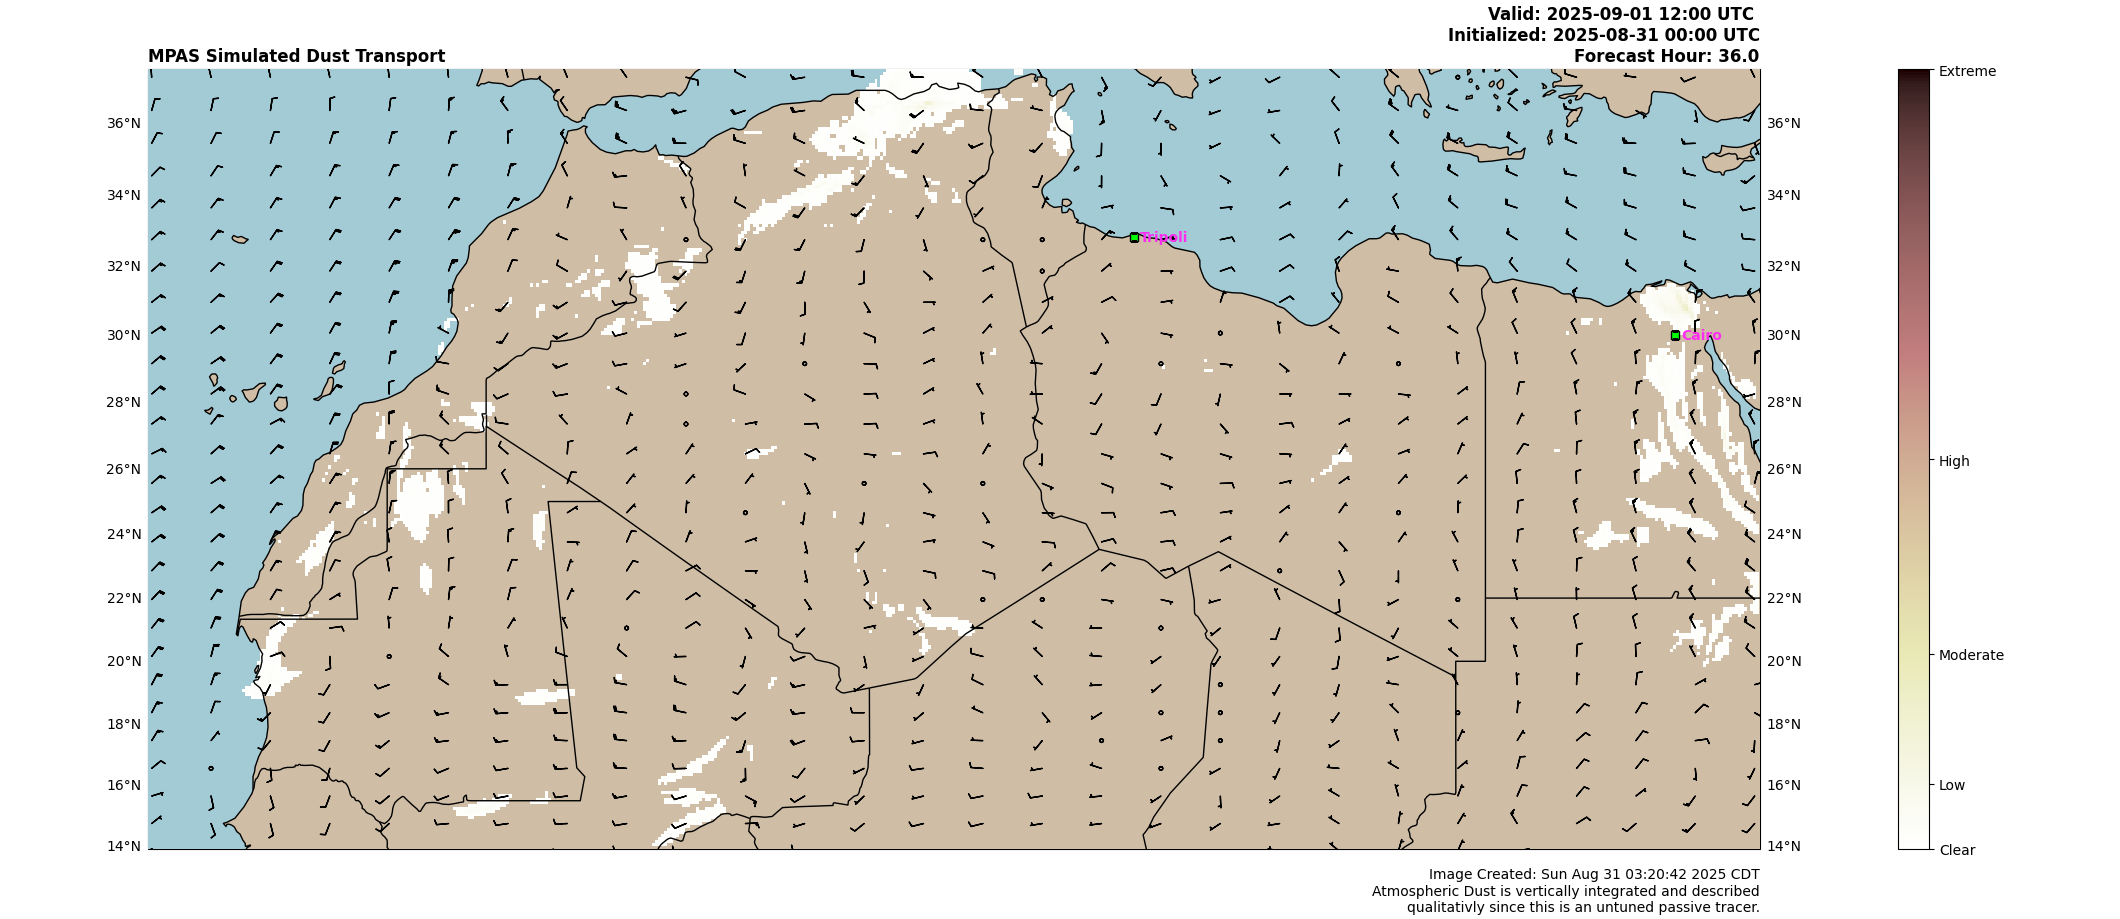 Valid: 2025-09-01 12:00 UTC
Initialized: 2025-08-31 00:00 UTC
MPAS Simulated Dust Transport
Forecast Hour: 36.0
Extreme
36°N
36°N
34°N
34°N
Tripoli
32°N
32°N
30°N
Cairo
30°N
28°N
28°N
26°N
26°N
High
24°N
24°N
22°N
22°N
20°N
20°N
Moderate
18°N
18°N
16°N
16°N
Low
14°N
14°N
Clear
Image Created: Sun Aug 31 03:20:42 2025 CDT
Atmospheric Dust is vertically integrated and described
qualitativly since this is an untuned passive tracer.